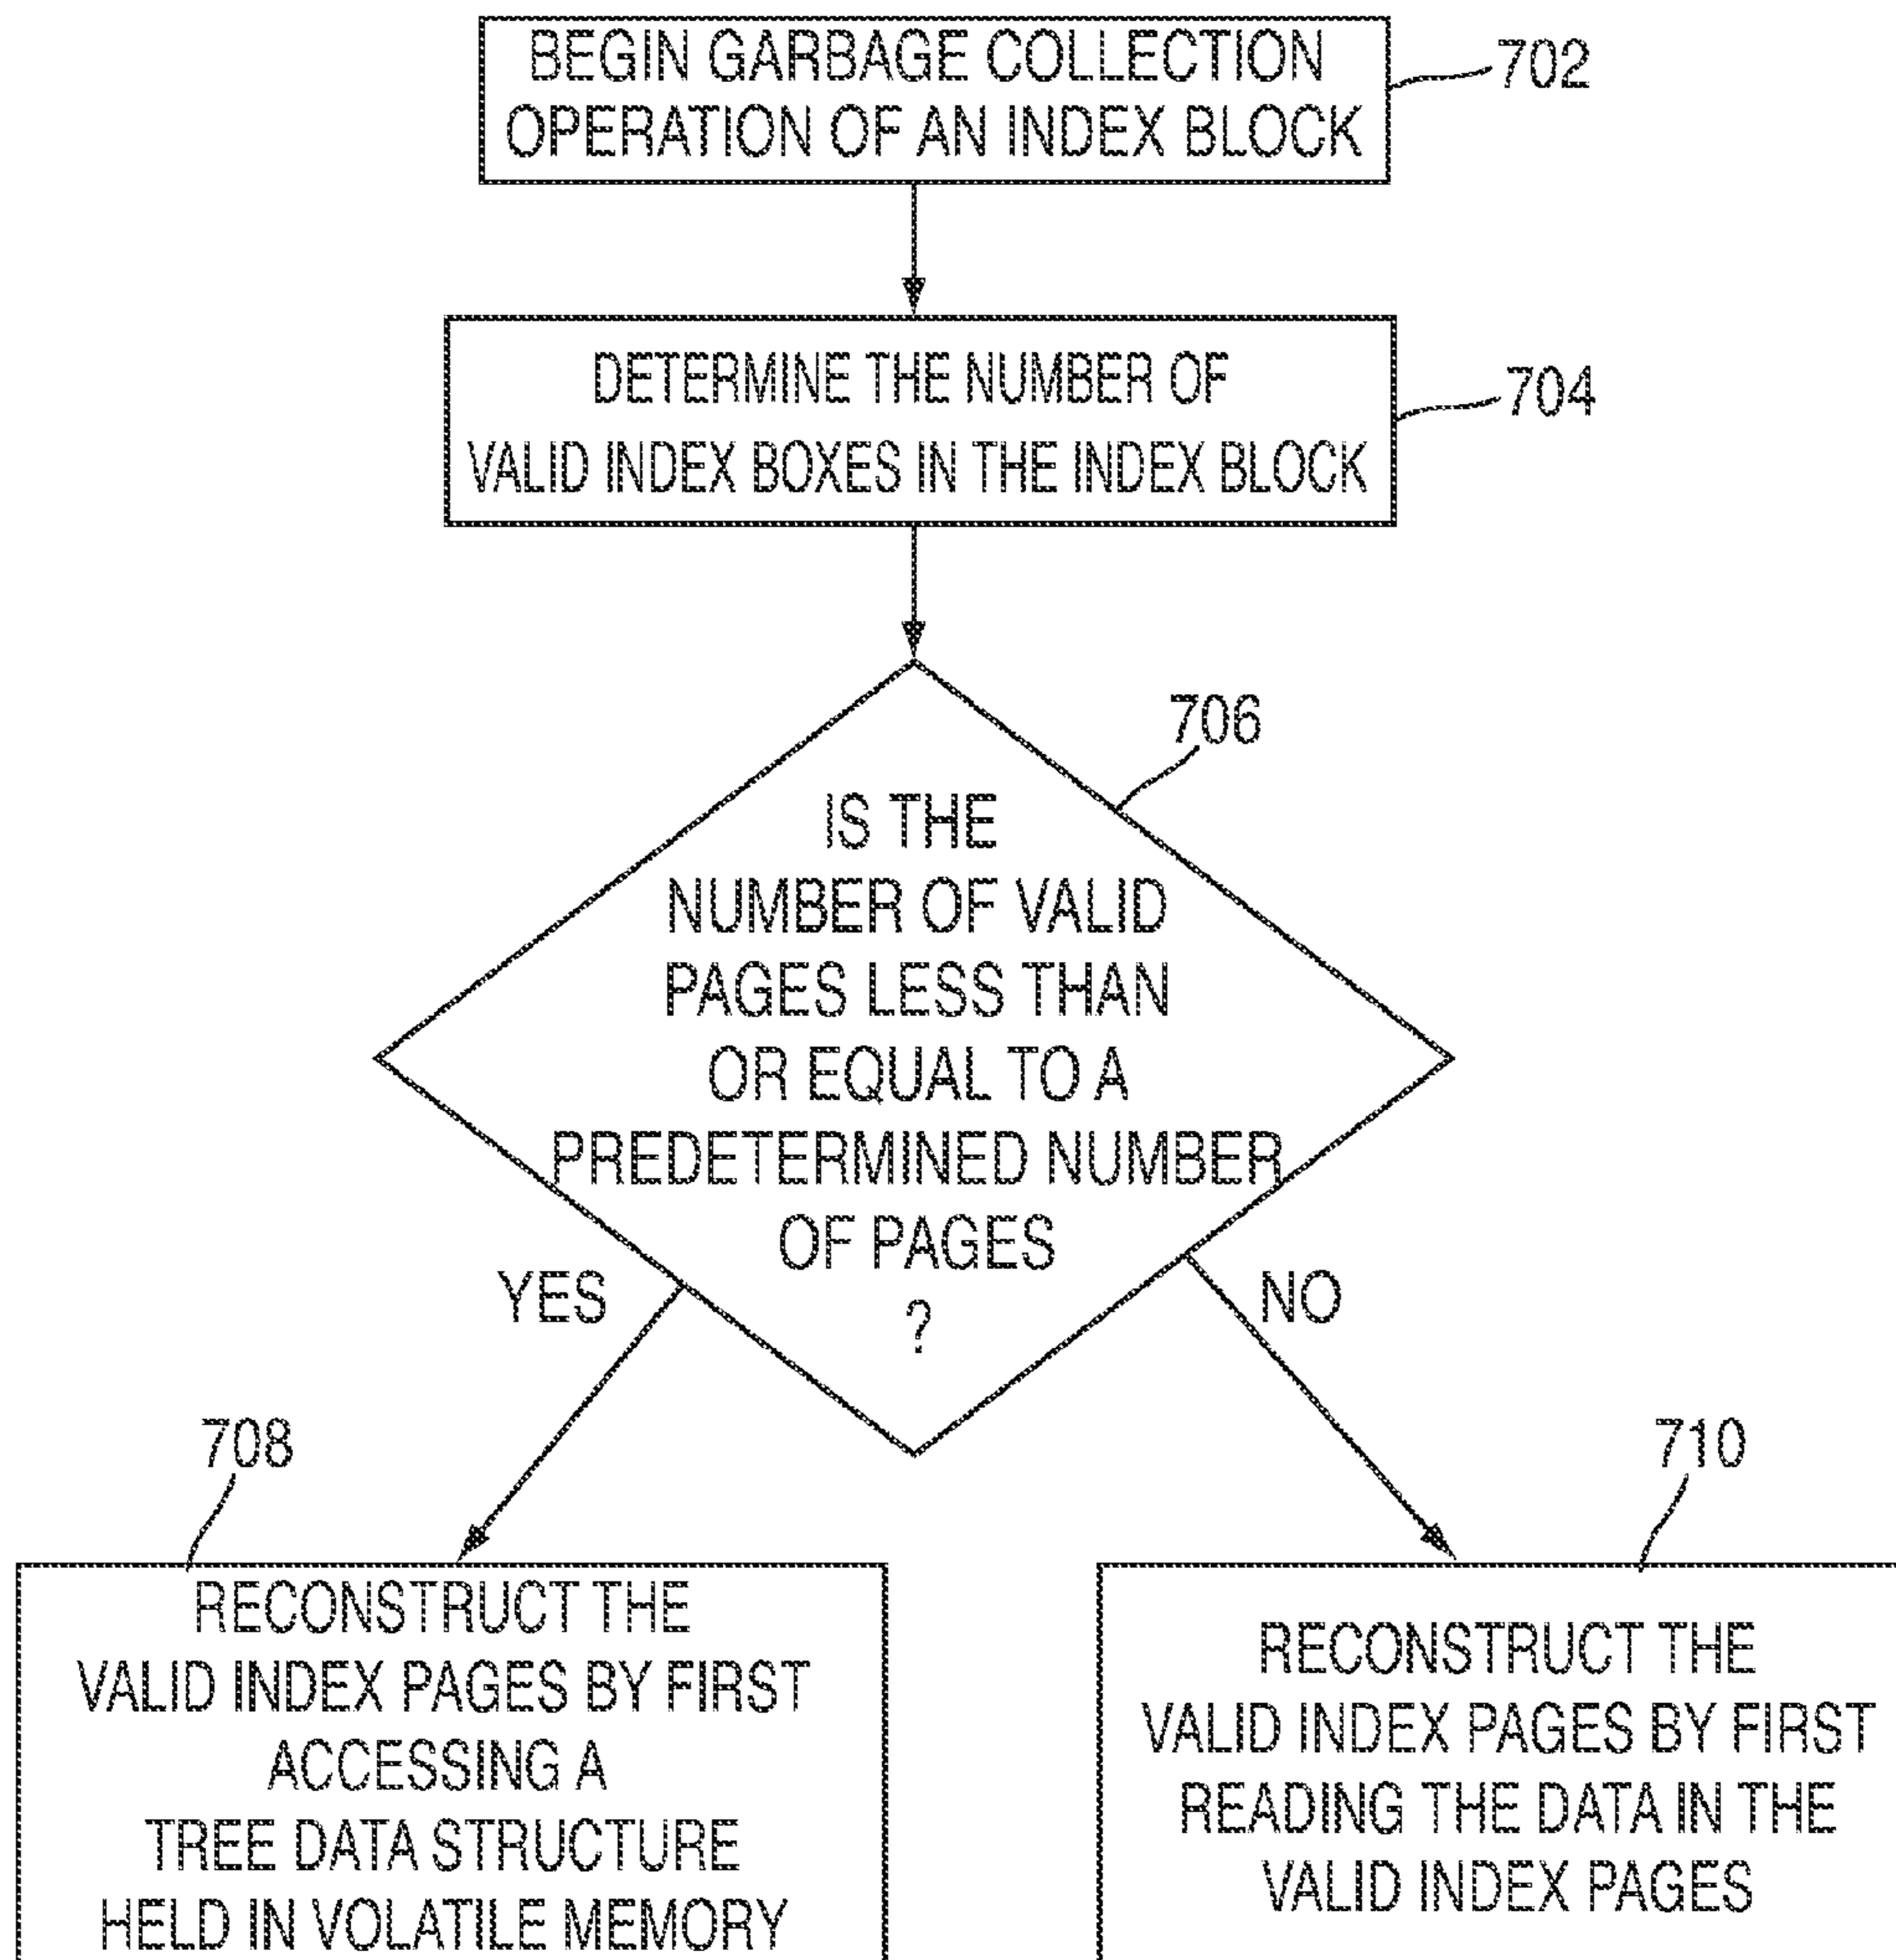 BEGIN GARBAGE COLLECTION
OPERATION OF AN INDEX BLOCK
702
DETERMINE THE NUMBER OF
VALID INDEX BOXES IN THE INDEX BLOCK
704
706
IS THE
NUMBER OF VALID
PAGES LESS THAN
OR EQUAL TO A
PREDETERMINED NUMBER
OF PAGES
?
YES
NO
708
RECONSTRUCT THE
VALID INDEX PAGES BY FIRST
ACCESSING A
TREE DATA STRUCTURE
HELD IN VOLATILE MEMORY
710
RECONSTRUCT THE
VALID INDEX PAGES BY FIRST
READING THE DATA IN THE
VALID INDEX PAGES